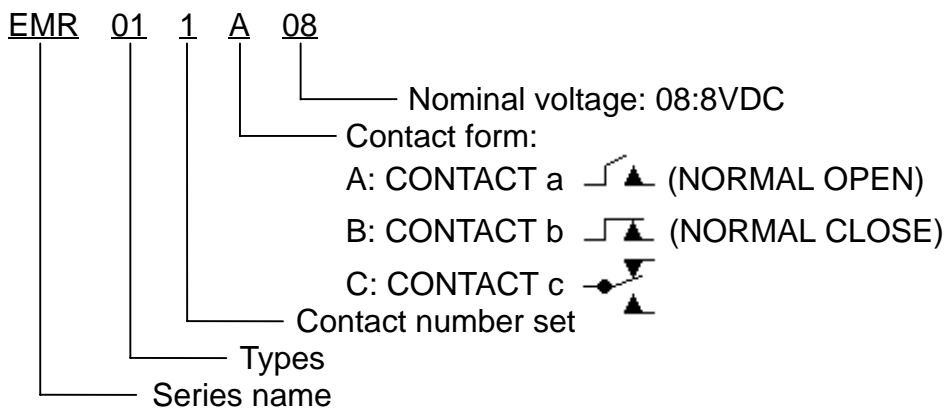 EMR 01 1 A 08
Nominal voltage: 08:8VDC
Contact form:
A: CONTACT a (NORMAL OPEN)
B: CONTACT b (NORMAL CLOSE)
C: CONTACT c
Contact number set
Types
Series name